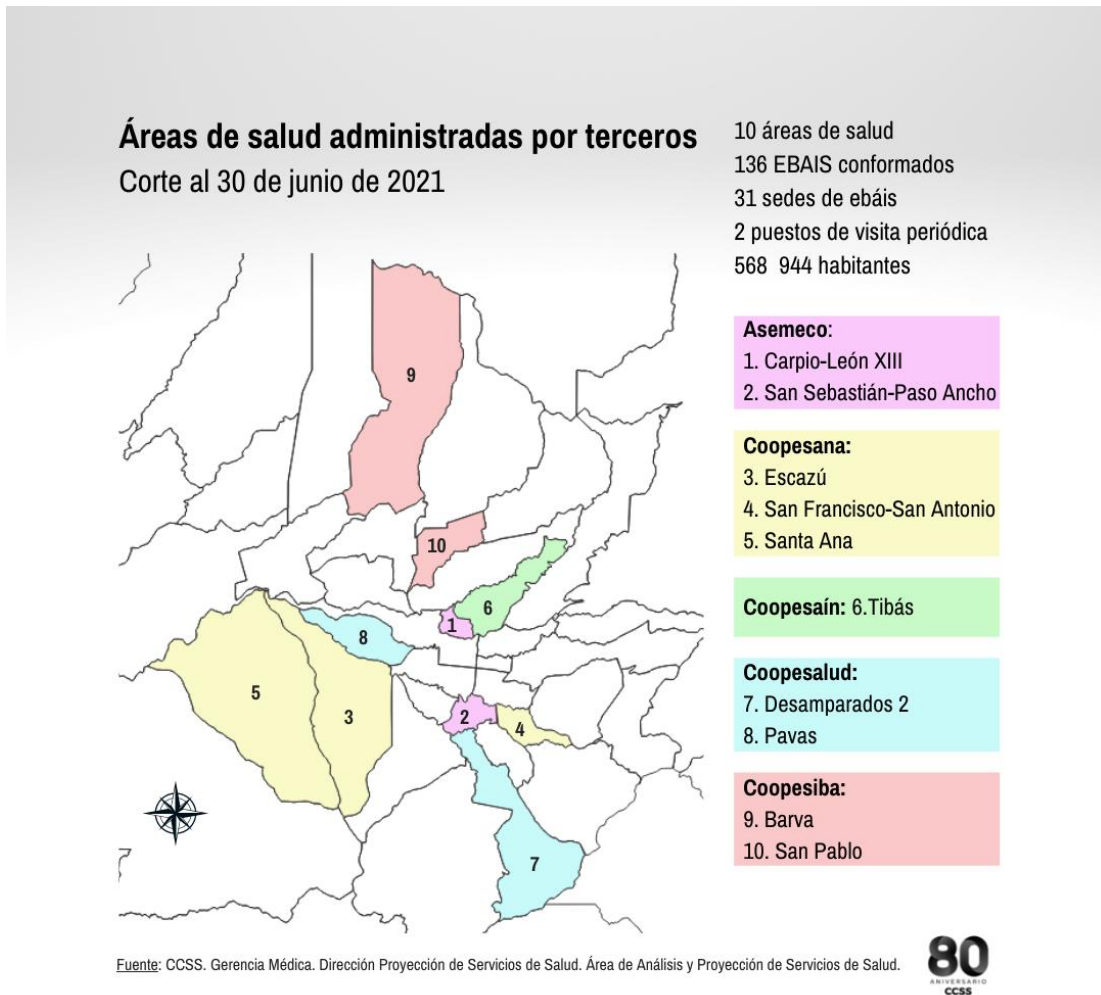 Áreas de salud administradas por terceros
Corte al 30 de junio de 2021
10 áreas de salud
136 EBAIS conformados
31 sedes de ebáis
2 puestos de visita periódica
568 944 habitantes
Asemeco:
1. Carpio-León XIII
2. San Sebastián-Paso Ancho
Coopesana:
3. Escazú
4. San Francisco-San Antonio
5. Santa Ana
Coopesaín: 6.Tibás
Coopesalud:
7. Desamparados 2
8. Pavas
Coopesiba:
9. Barva
10. San Pablo
9
10
6
1
8
5
3
2
4
7
Fuente: CCSS. Gerencia Médica. Dirección Proyección de Servicios de Salud. Área de Análisis y Proyección de Servicios de Salud.
80
ANIVERSARIO
CCSS